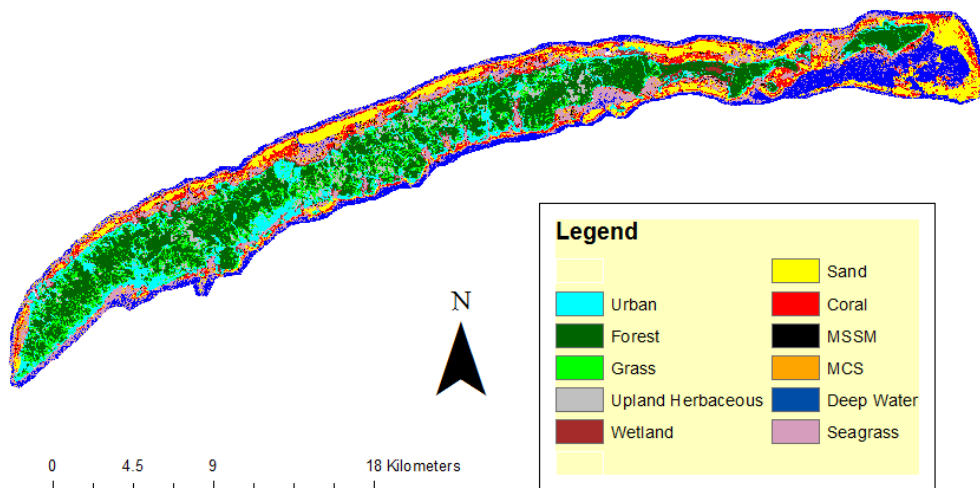 N
Legend
Urban
Forest
Grass
Upland Herbaceous
Wetland
Sand
Coral
MSSM
MCS
Deep Water
Seagrass
0 4.5 9 18 Kilometers